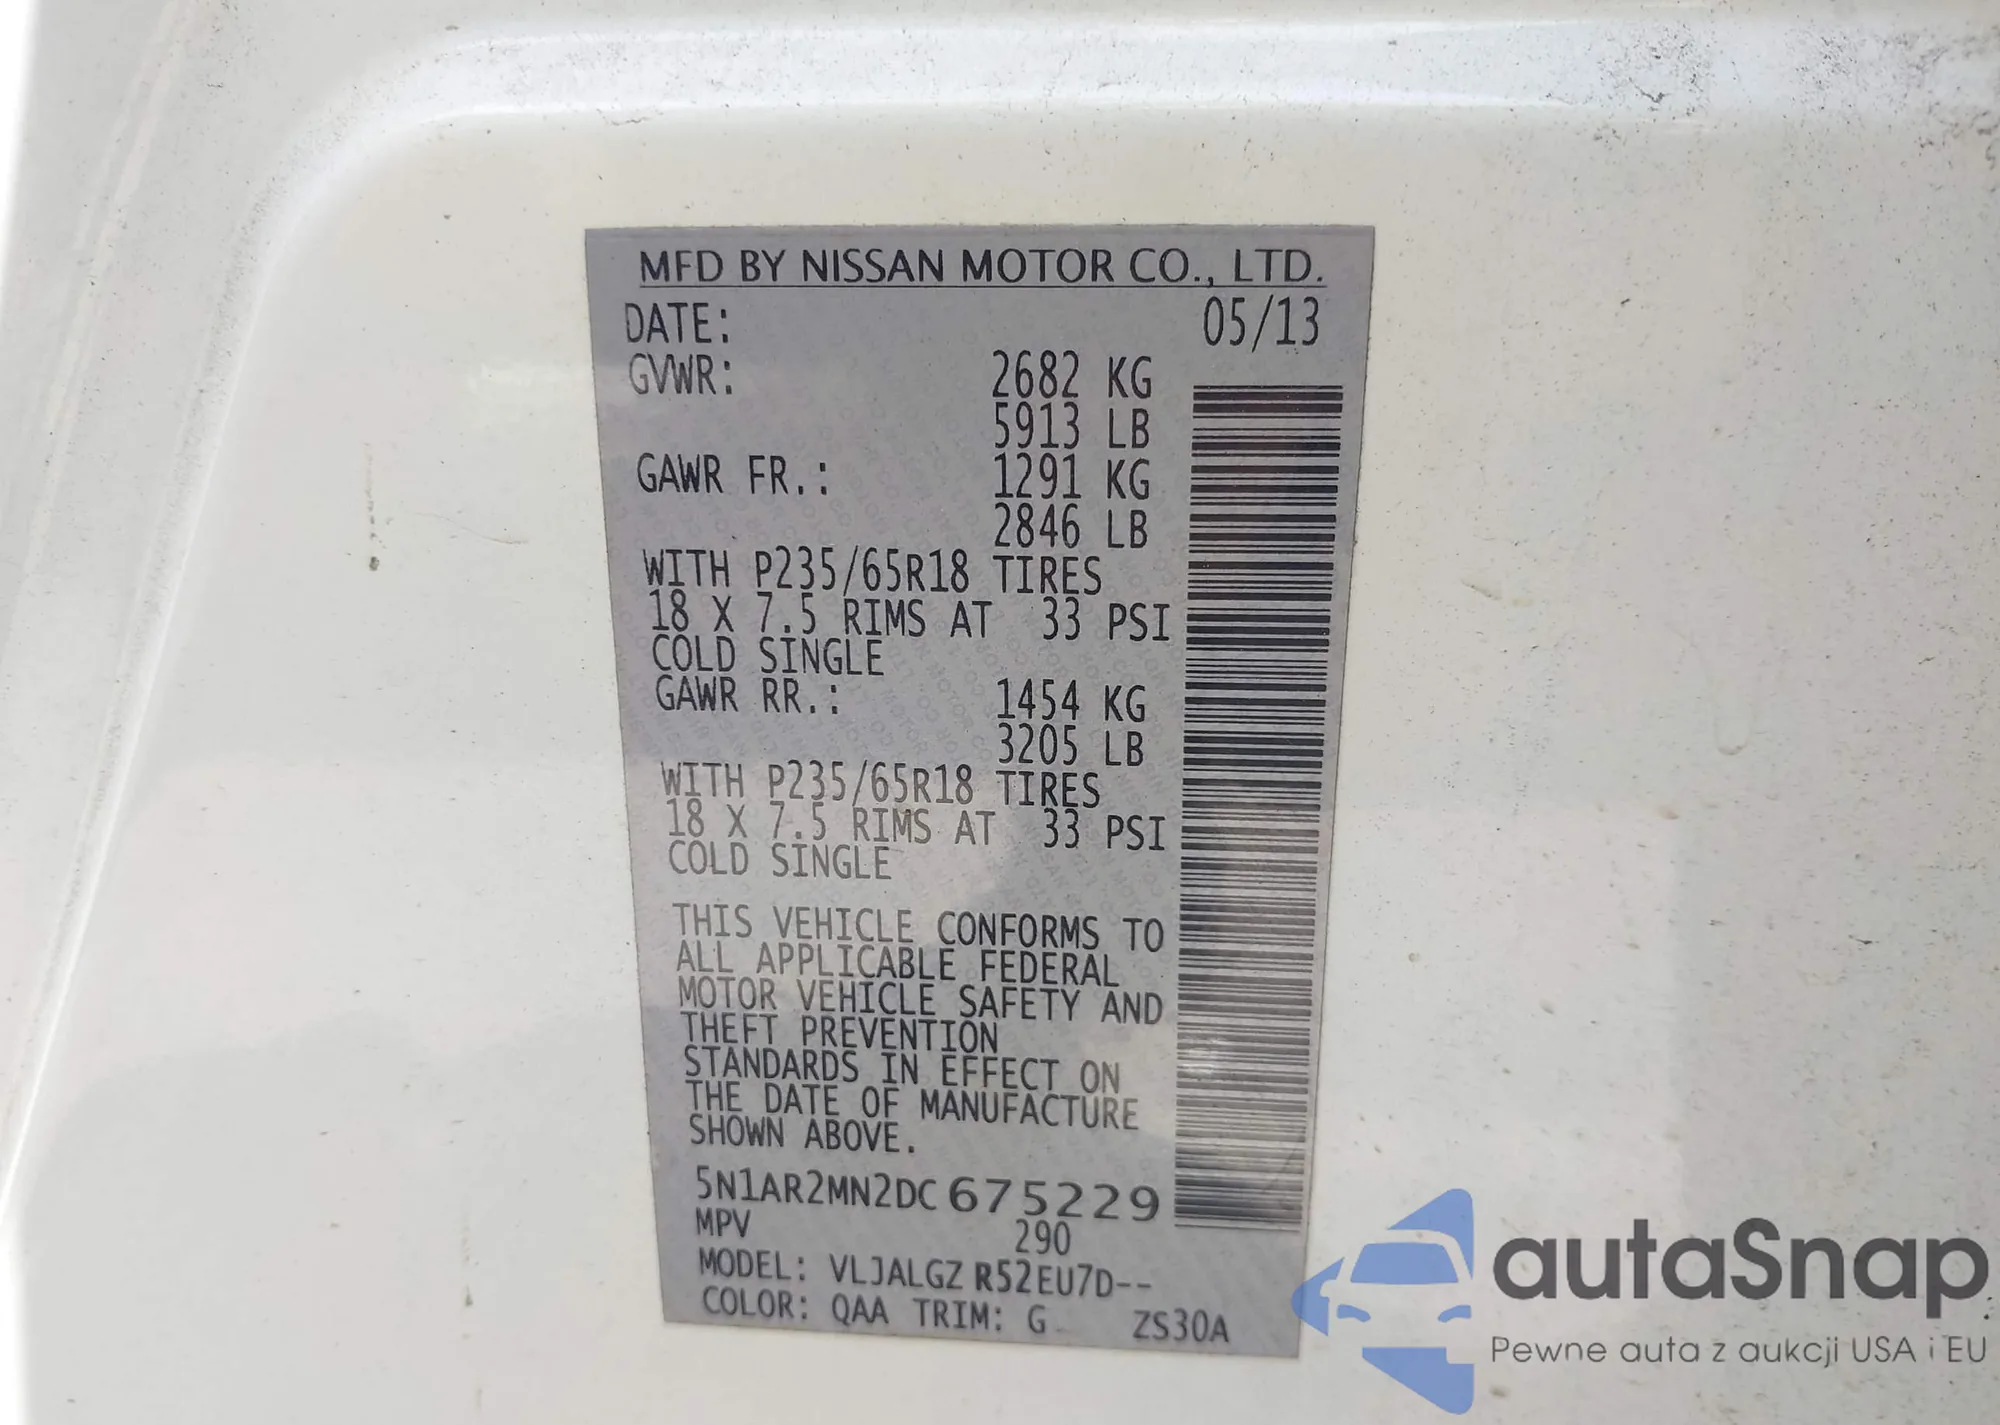 MFD BY NISSAN MOTOR CO., LTD.
DATE: 05/13
GVWR: 2682 KG
5913 LB
GAWR FR.: 1291 KG
2846 LB
WITH P235/65R18 TIRES
18 X 7.5 RIMS AT 33 PSI
COLD SINGLE
GAWR RR.: 1454 KG
3205 LB
WITH P235/65R18 TIRES
18 X 7.5 RIMS AT 33 PSI
COLD SINGLE
THIS VEHICLE CONFORMS TO
ALL APPLICABLE FEDERAL
MOTOR VEHICLE SAFETY AND
THEFT PREVENTION
STANDARDS IN EFFECT ON
THE DATE OF MANUFACTURE
SHOWN ABOVE.
5N1AR2MN2DC675229
MPV 290
MODEL: VLJALGZ R52EU7D--
COLOR: QAA TRIM: G ZS30A
autaSnap
Pewne auta z aukcji USA i EU